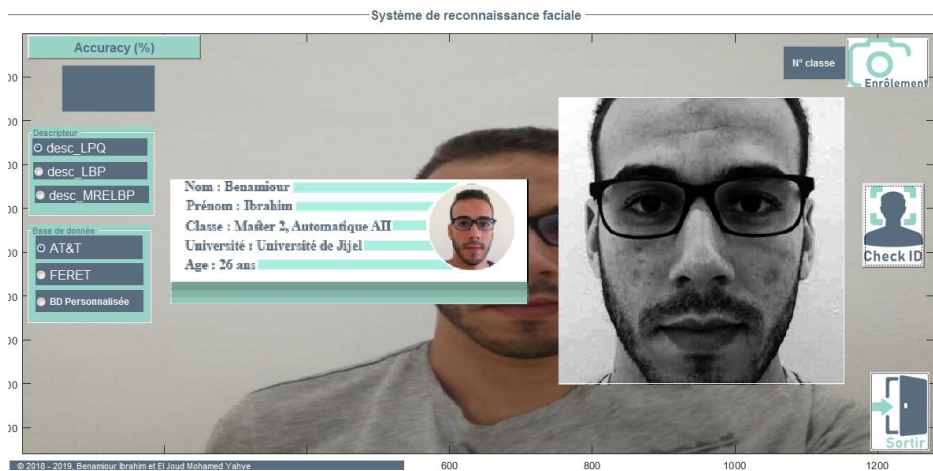 Système de reconnaissance faciale
Accuracy (%)
N° classe
Enrôlement
Descripteur
desc_LPQ
desc_LBP
desc_MRELBP
Base de donnée
AT&T
FERET
BD Personnalisée
Nom : Benamiour
Prénom : Ibrahim
Classe : Master 2, Automatique AII
Université : Université de Jijel
Age : 26 ans
Check ID
Sortir
© 2018 - 2019, Benamiour Ibrahim et El Joud Mohamed Yahye
600
800
1000
1200